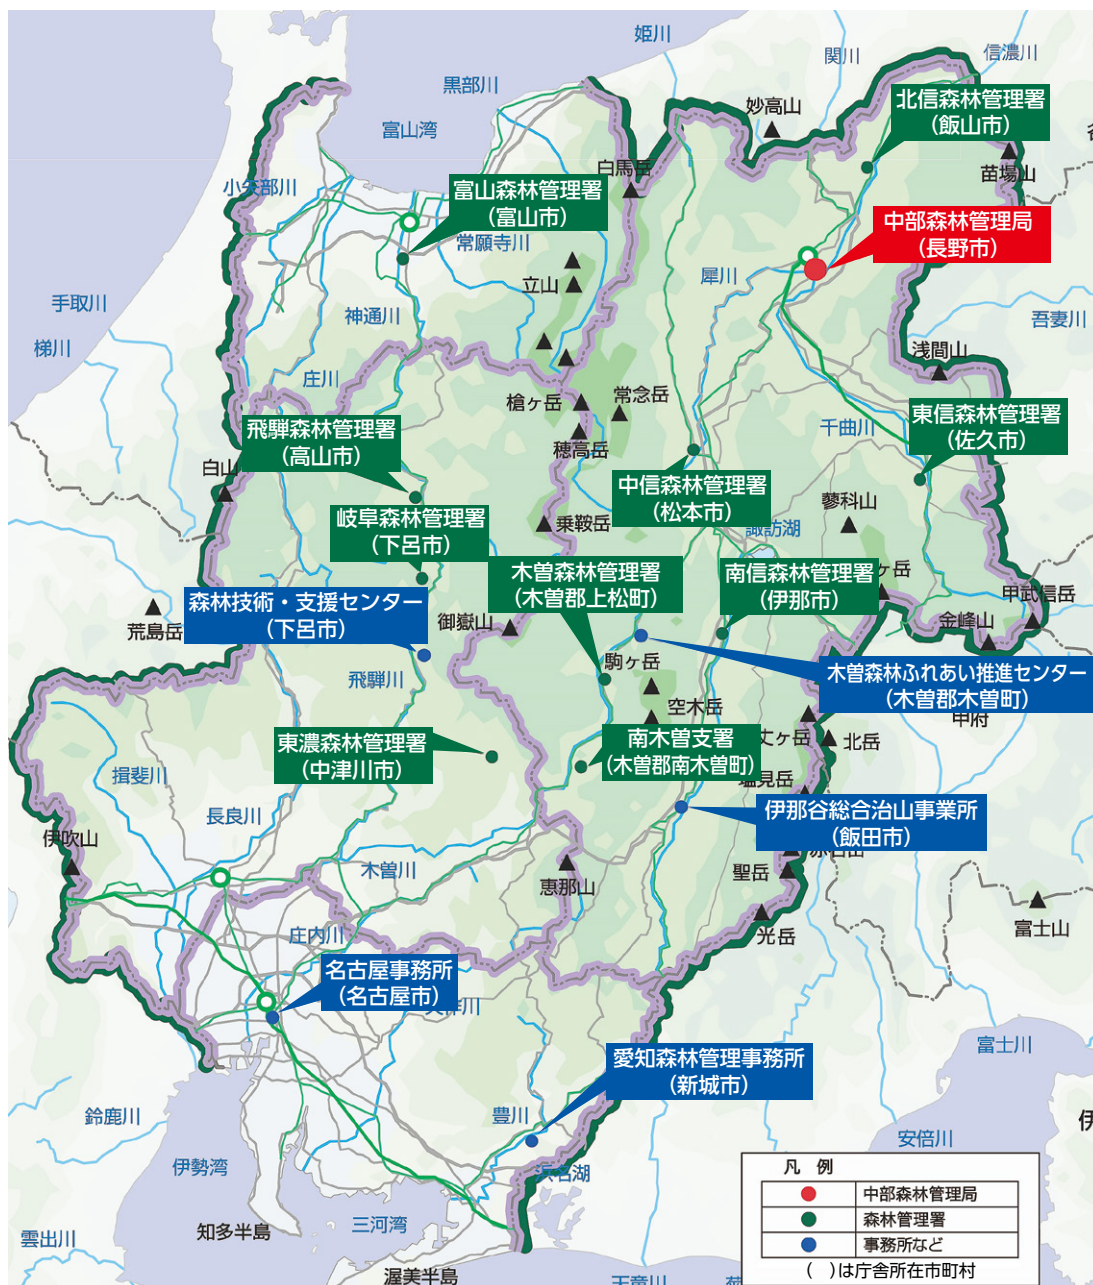 姫川
関川
信濃川
黒部川
北信森林管理署
(飯山市)
妙高山
富山湾
苗場山
白馬岳
小矢部川
富山森林管理署
(富山市)
中部森林管理局
(長野市)
常願寺川
犀川
立山
手取川
神通川
吾妻川
梯川
浅間山
庄川
槍ヶ岳
常念岳
東信森林管理署
(佐久市)
千曲川
飛騨森林管理署
(高山市)
穂高岳
白山
中信森林管理署
(松本市)
蓼科山
岐阜森林管理署
(下呂市)
乗鞍岳
諏訪湖
木曽森林管理署
(木曽郡上松町)
南信森林管理署
(伊那市)
ヶ岳
甲武信岳
森林技術・支援センター
(下呂市)
荒島岳
御嶽山
金峰山
駒ヶ岳
木曽森林ふれあい推進センター
(木曽郡木曽町)
飛騨川
空木岳
甲府
東濃森林管理署
(中津川市)
南木曽支署
(木曽郡南木曽町)
丈ヶ岳
北岳
揖斐川
塩見岳
長良川
伊那谷総合治山事業所
(飯田市)
伊吹山
赤石岳
木曽川
恵那山
聖岳
富士山
光岳
庄内川
名古屋事務所
(名古屋市)
富士川
愛知森林管理事務所
(新城市)
鈴鹿川
豊川
安倍川
伊勢湾
浜名湖
凡 例
中部森林管理局
知多半島
三河湾
森林管理署
雲出川
事務所など
( )は庁舎所在市町村
渥美半島
天竜川